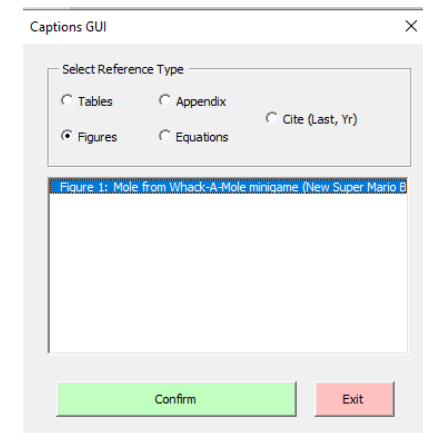 Captions GUI
Select Reference Type
Tables
Appendix
Cite (Last, Yr)
Figures
Equations
Figure 1: Mole from Whack-A-Mole minigame (New Super Mario B
Confirm
Exit